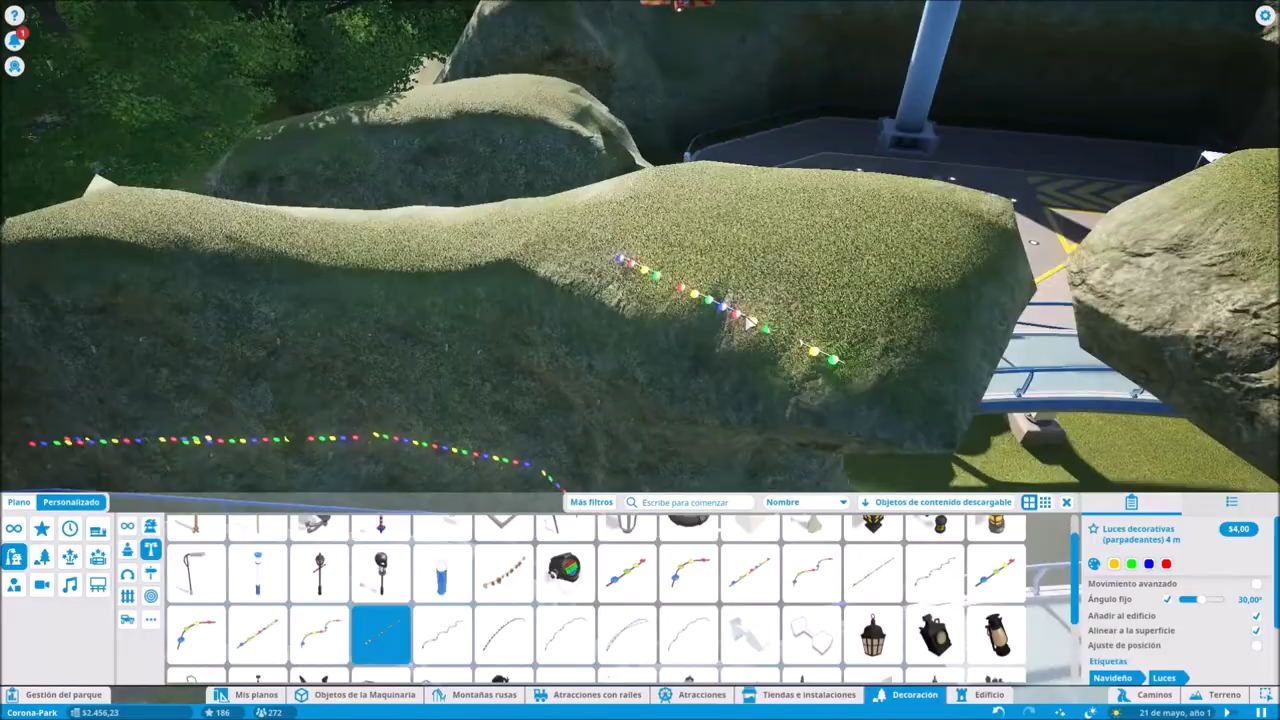 ?
1
Plano
Personalizado
Más filtros
Escribe para comenzar
Nombre
Objetos de contenido descargable
Luces decorativas
(parpadeantes) 4 m
$4,00
Movimiento avanzado
Ángulo fijo
30,00°
Añadir al edificio
Alinear a la superficie
Ajuste de posición
Etiquetas
Navideño
Luces
Gestión del parque
Mis planos
Objetos de la Maquinaria
Montañas rusas
Atracciones con raíles
Atracciones
Tiendas e instalaciones
Decoración
Edificio
Caminos
Terreno
Corona-Park
$2.456,23
186
272
21 de mayo, año 1